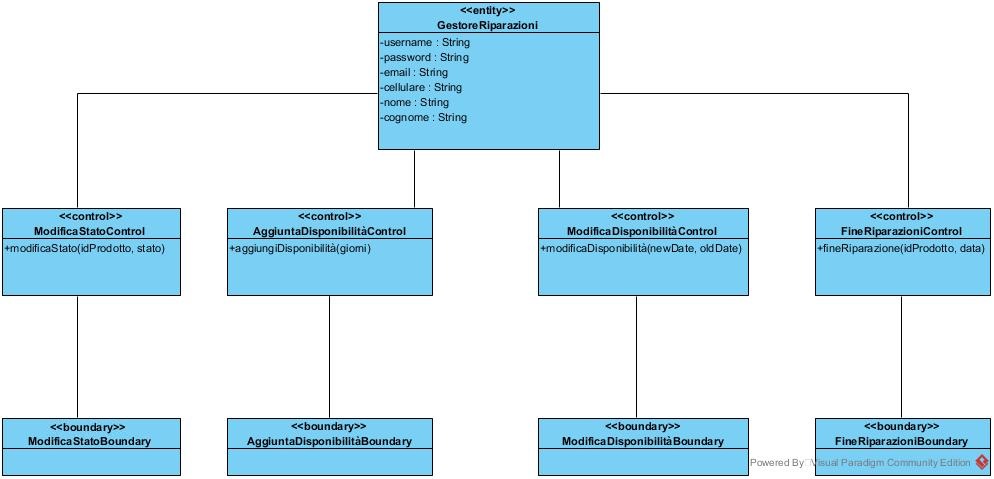 <<entity>>
GestoreRiparazioni
-username : String
-password : String
-email : String
-cellulare : String
-nome : String
-cognome : String
<<control>>
ModificaStatoControl
+modificaStato(idProdotto, stato)
<<control>>
AggiuntaDisponibilitàControl
+aggiungiDisponibilità(giorni)
<<control>>
ModificaDisponibilitàControl
+modificaDisponibilità(newDate, oldDate)
<<control>>
FineRiparazioniControl
+fineRiparazione(idProdotto, data)
<<boundary>>
ModificaStatoBoundary
<<boundary>>
AggiuntaDisponibilitàBoundary
<<boundary>>
ModificaDisponibilitàBoundary
<<boundary>>
FineRiparazioniBoundary
Powered By Visual Paradigm Community Edition